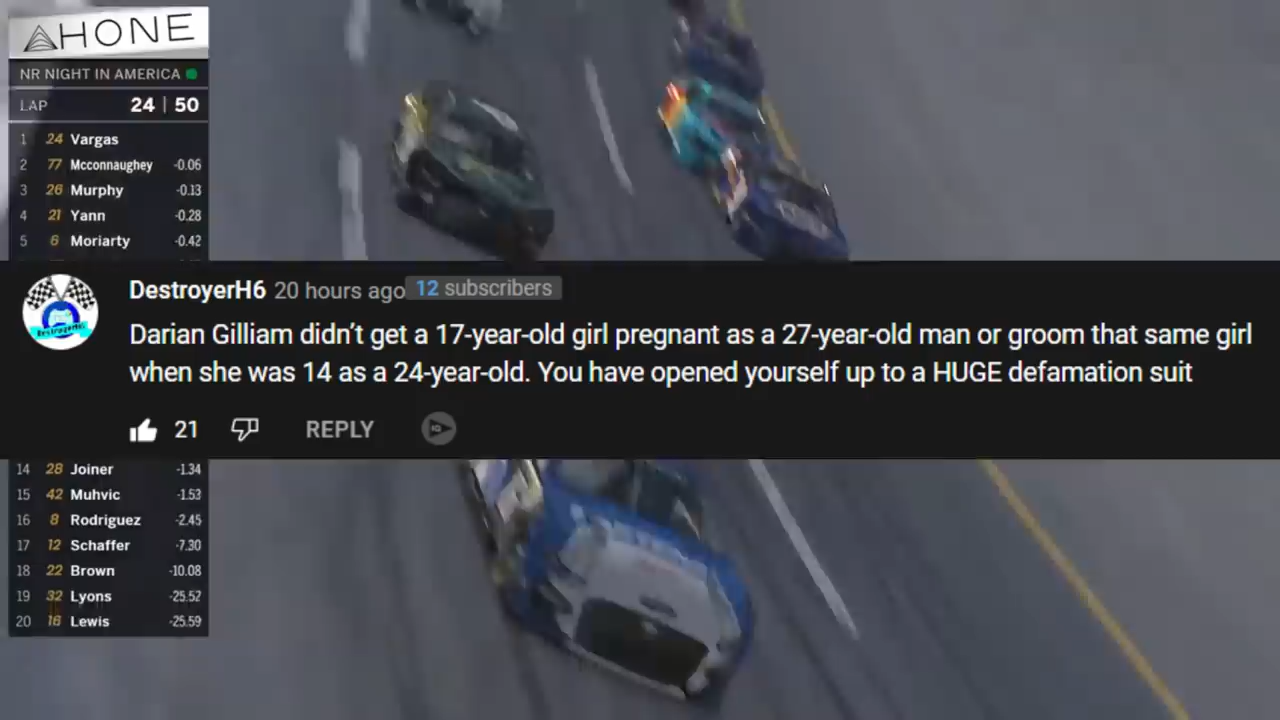 HONE
NR NIGHT IN AMERICA
LAP 24 | 50
1 24 Vargas
2 77 Mcconnaughey -0.06
3 26 Murphy -0.13
4 21 Yann -0.28
5 6 Moriarty -0.42
DestroyerH6 20 hours ago 12 subscribers
Darian Gilliam didn’t get a 17-year-old girl pregnant as a 27-year-old man or groom that same girl
when she was 14 as a 24-year-old. You have opened yourself up to a HUGE defamation suit
21 REPLY
14 28 Joiner -1.34
15 42 Muhvic -1.53
16 8 Rodriguez -2.45
17 12 Schaffer -7.30
18 22 Brown -10.08
19 32 Lyons -25.52
20 16 Lewis -25.59